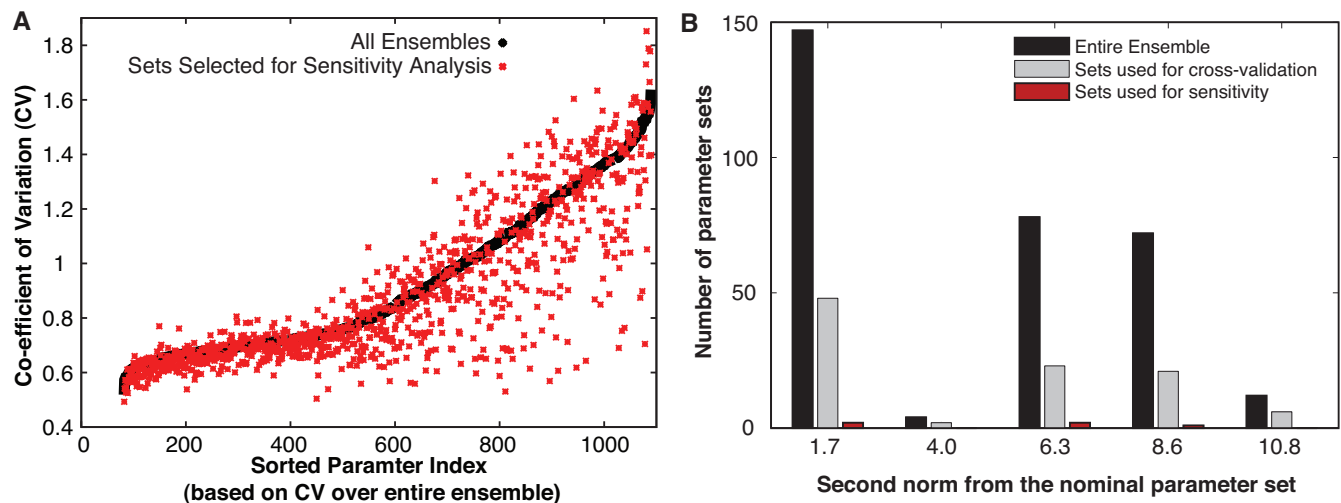 A
All Ensembles
Sets Selected for Sensitivity Analysis
Co-efficient of Variation (CV)
1.8
1.6
1.4
1.2
1
0.8
0.6
0.4
0 200 400 600 800 1000
Sorted Paramter Index
(based on CV over entire ensemble)
B
Entire Ensemble
Sets used for cross-validation
Sets used for sensitivity
Number of parameter sets
150
100
50
0
1.7 4.0 6.3 8.6 10.8
Second norm from the nominal parameter set